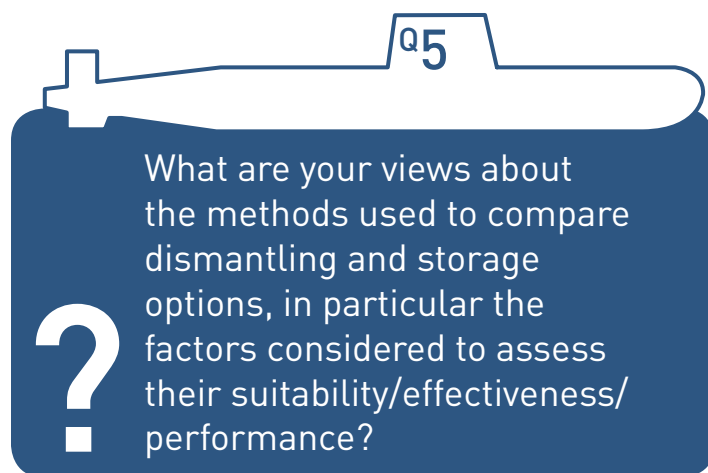 Q5
What are your views about
the methods used to compare
dismantling and storage
options, in particular the
factors considered to assess
their suitability/effectiveness/
performance?
?